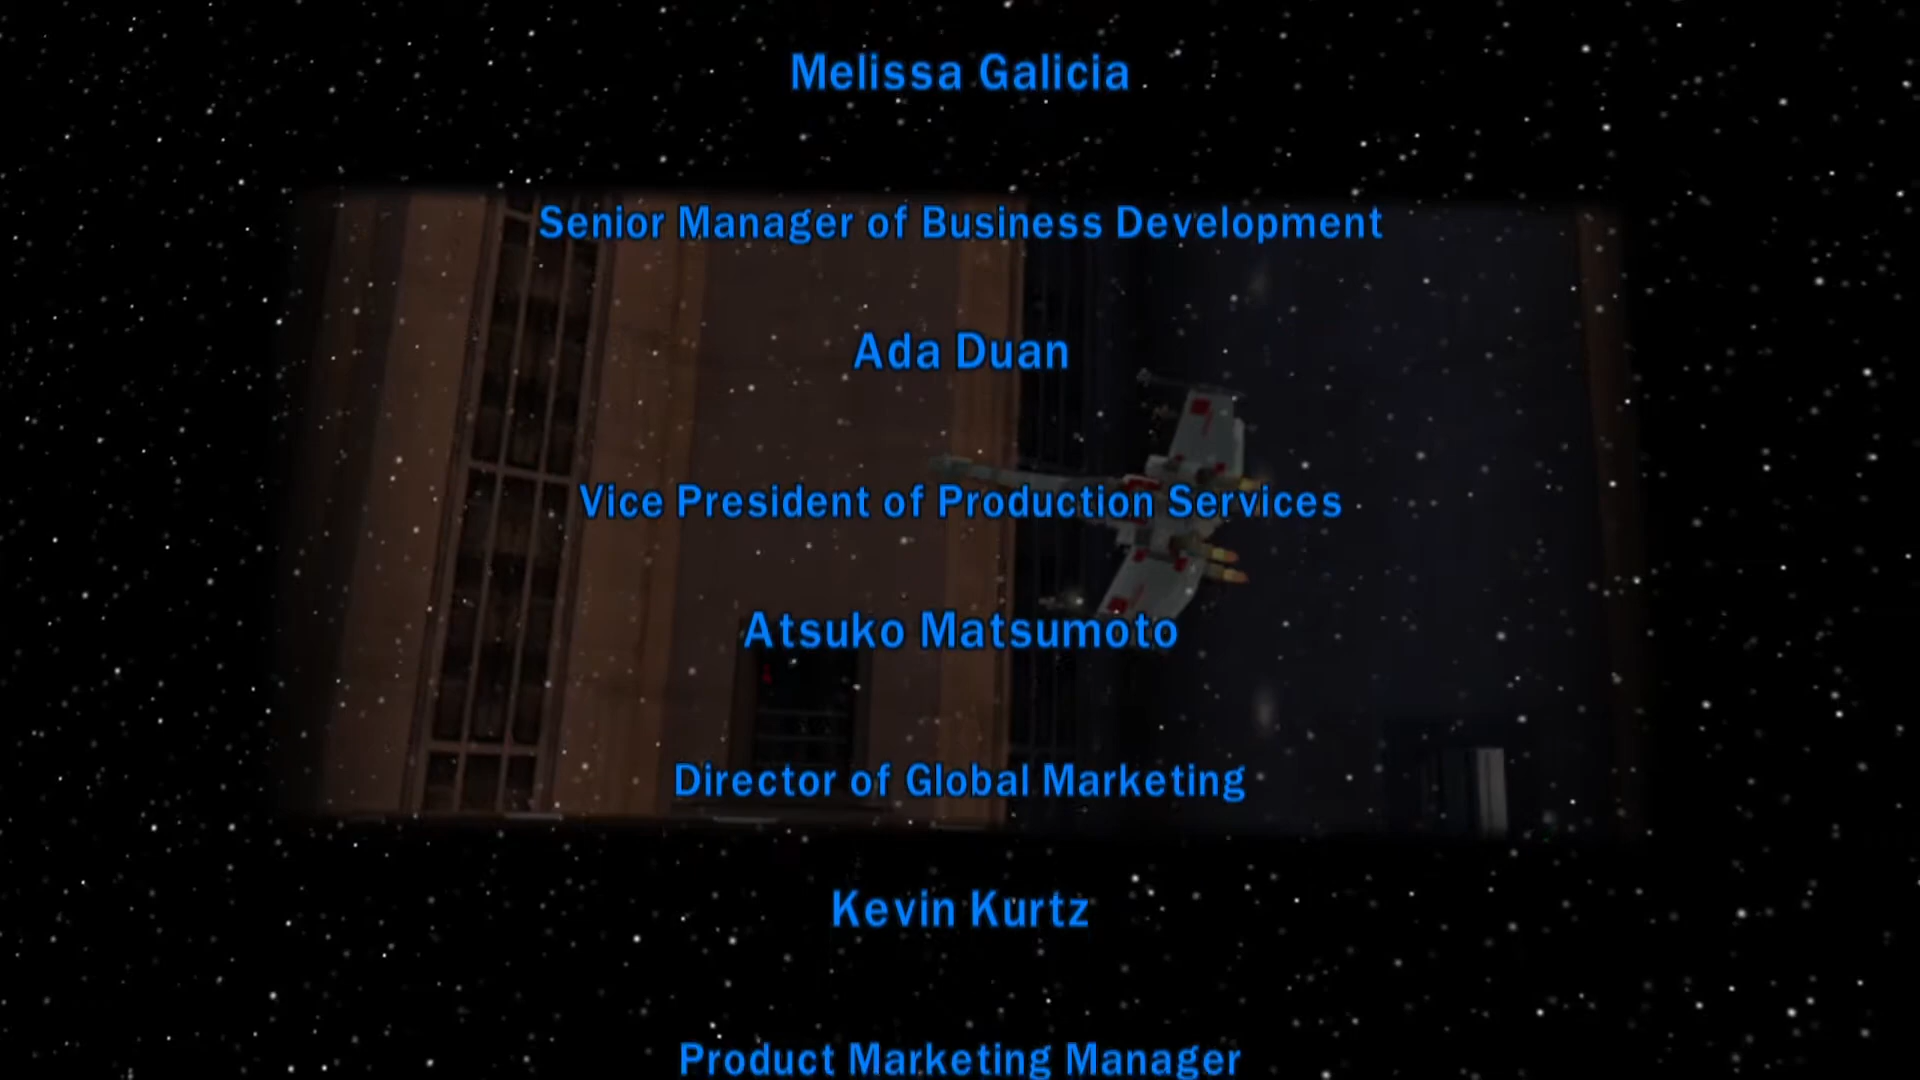 Melissa Galicia
Senior Manager of Business Development
Ada Duan
Vice President of Production Services
Atsuko Matsumoto
Director of Global Marketing
Kevin Kurtz
Product Marketing Manager